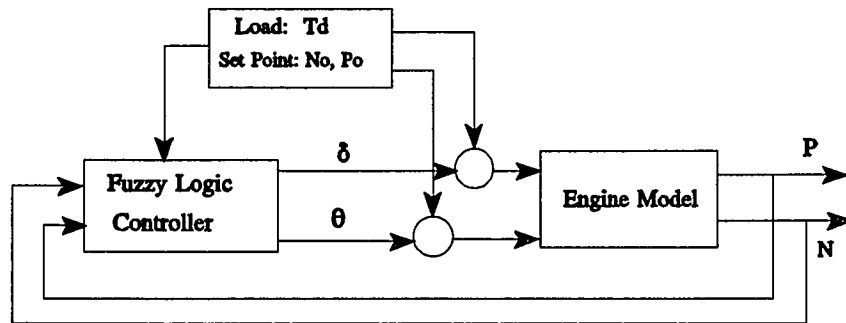 Load: Td
Set Point: No, Po
δ
P
Fuzzy Logic
Controller
Engine Model
θ
N